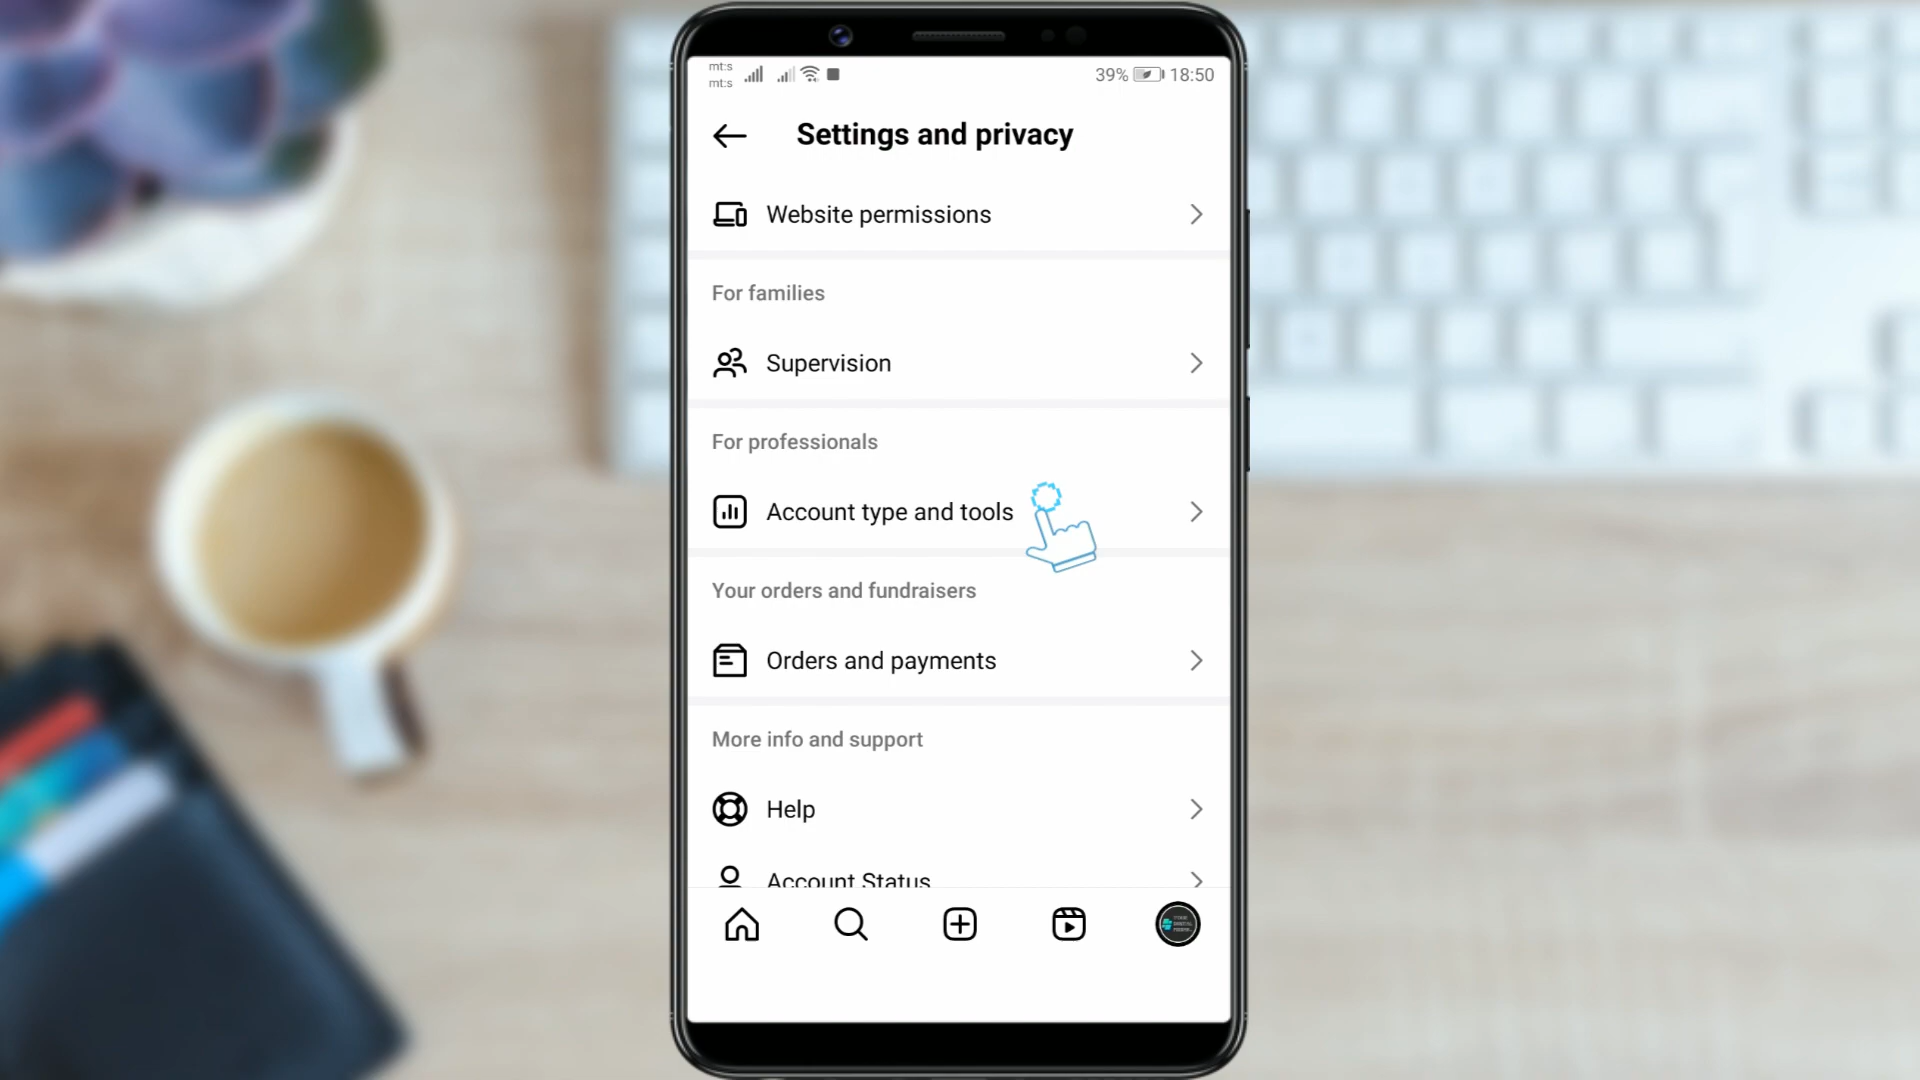 mt:s
mt:s
39%
18:50
Settings and privacy
Website permissions
For families
Supervision
For professionals
Account type and tools
Your orders and fundraisers
Orders and payments
More info and support
Help
Account Status